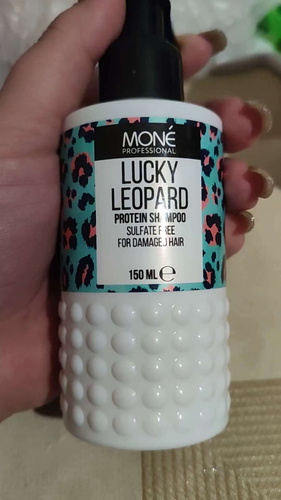 MONÉ
PROFESSIONAL
LUCKY
LEOPARD
PROTEIN SHAMPOO
SULFATE FREE
FOR DAMAGED HAIR
150 ML ℮